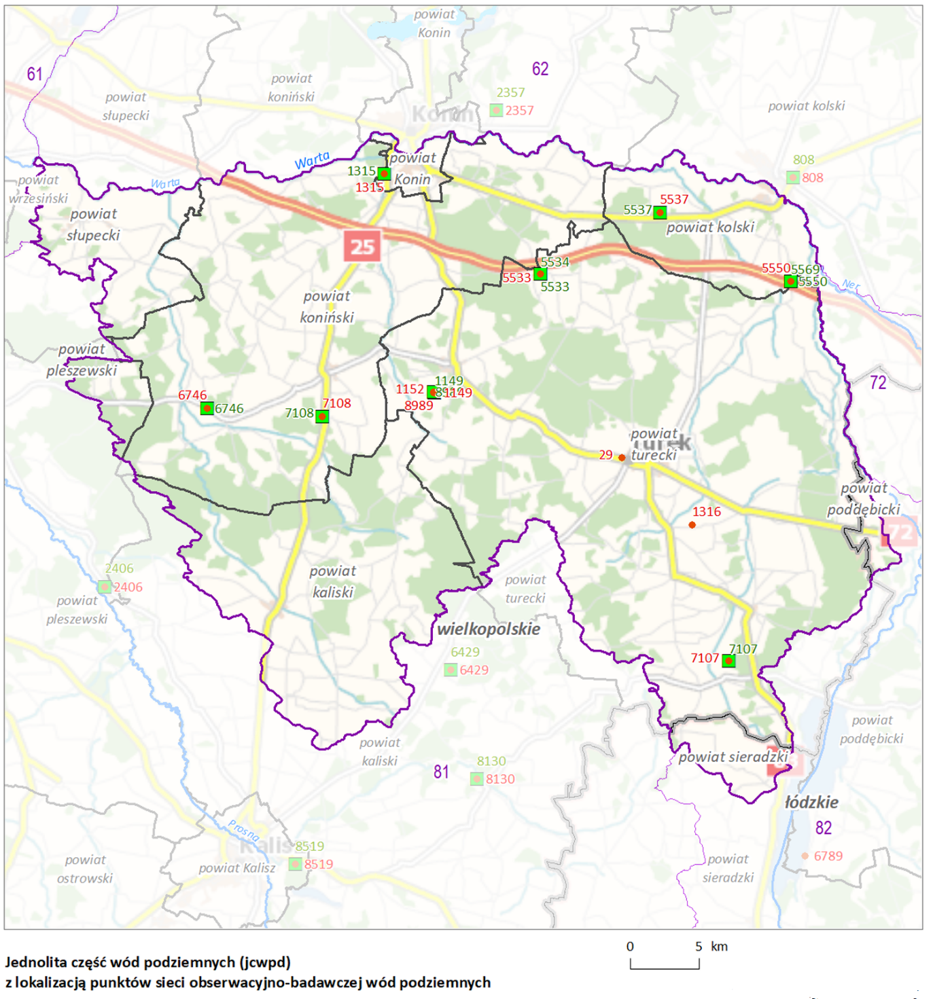 powiat
Konin
61
62
powiat
koniński
2357
2357
powiat
słupecki
powiat kolski
Konin
Warta
powiat
Konin
1315
1315
808
808
Warta
powiat
wrzesiński
powiat
słupecki
5537
5537
powiat kolski
25
5534
5533
5533
5550
5569
5550
Ner
powiat
koniński
powiat
pleszewski
72
1149
1152
1149
8989
6746
6746
7108
7108
powiat
turecki
Turek
29
powiat
poddębicki
1316
72
powiat
kaliski
2406
2406
powiat
turecki
powiat
pleszewski
wielkopolskie
6429
6429
7107
7107
powiat
kaliski
powiat
poddębicki
powiat sieradzki
81
8130
8130
łódzkie
82
Prosna
8519
8519
powiat Kalisz
6789
powiat
ostrowski
powiat
sieradzki
0 5 km
Jednolita część wód podziemnych (jcwpd)
z lokalizacją punktów sieci obserwacyjno-badawczej wód podziemnych